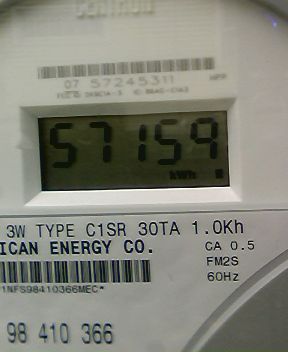 CENTRON
07 57245311
57159
kWh
3W TYPE C1SR 30TA 1.0Kh
ICAN ENERGY CO.
CA 0.5
FM2S
60Hz
1NFS98410366MEC*
98 410 366